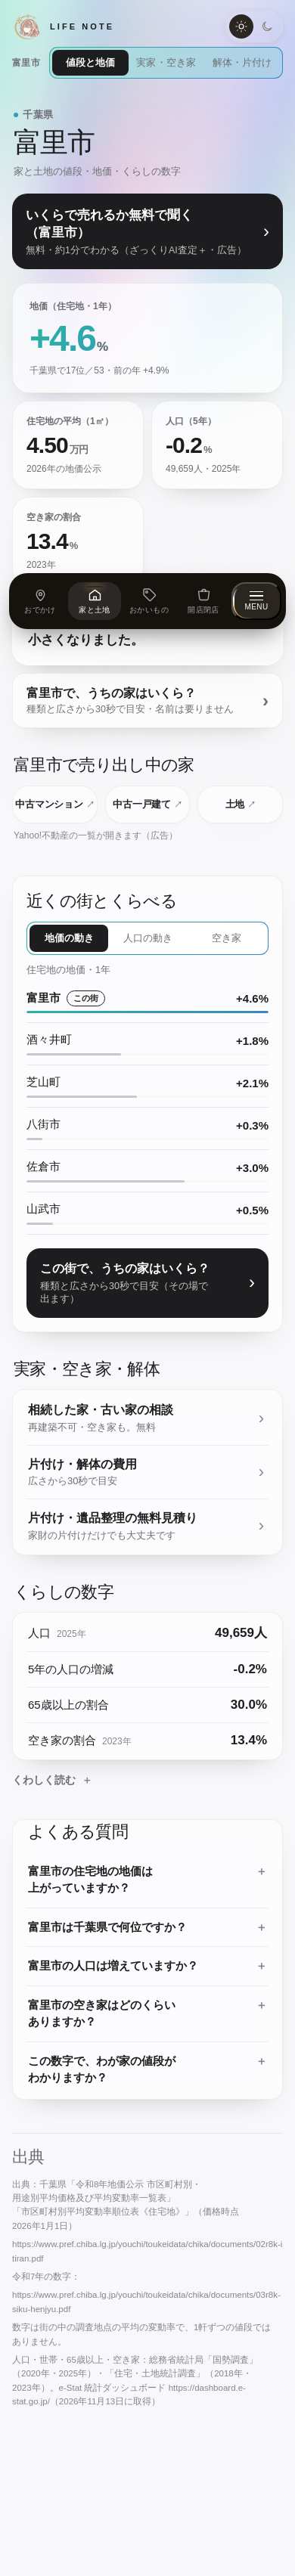 LIFE NOTE
富里市
値段と地価
実家・空き家
解体・片付け
千葉県
富里市
家と土地の値段・地価・くらしの数字
いくらで売れるか無料で聞く
（富里市）
無料・約1分でわかる（ざっくりAI査定＋・広告）
›
地価（住宅地・1年）
+4.6%
千葉県で17位／53・前の年 +4.9%
住宅地の平均（1㎡）
4.50万円
2026年の地価公示
人口（5年）
-0.2%
49,659人・2025年
空き家の割合
13.4%
2023年
おでかけ
家と土地
おかいもの
開店閉店
MENU
小さくなりました。
富里市で、うちの家はいくら？
種類と広さから30秒で目安・名前は要りません
›
富里市で売り出し中の家
中古マンション ↗
中古一戸建て ↗
土地 ↗
Yahoo!不動産の一覧が開きます（広告）
近くの街とくらべる
地価の動き
人口の動き
空き家
住宅地の地価・1年
富里市 この街 +4.6%
酒々井町 +1.8%
芝山町 +2.1%
八街市 +0.3%
佐倉市 +3.0%
山武市 +0.5%
この街で、うちの家はいくら？
種類と広さから30秒で目安（その場で
出ます）
›
実家・空き家・解体
相続した家・古い家の相談
再建築不可・空き家も。無料
›
片付け・解体の費用
広さから30秒で目安
›
片付け・遺品整理の無料見積り
家財の片付けだけでも大丈夫です
›
くらしの数字
人口 2025年 49,659人
5年の人口の増減 -0.2%
65歳以上の割合 30.0%
空き家の割合 2023年 13.4%
くわしく読む ＋
よくある質問
富里市の住宅地の地価は
上がっていますか？
＋
富里市は千葉県で何位ですか？ ＋
富里市の人口は増えていますか？ ＋
富里市の空き家はどのくらい
ありますか？
＋
この数字で、わが家の値段が
わかりますか？
＋
出典
出典：千葉県「令和8年地価公示 市区町村別・
用途別平均価格及び平均変動率一覧表」
「市区町村別平均変動率順位表《住宅地》」（価格時点
2026年1月1日）
https://www.pref.chiba.lg.jp/youchi/toukeidata/chika/documents/02r8k-i
tiran.pdf
令和7年の数字：
https://www.pref.chiba.lg.jp/youchi/toukeidata/chika/documents/03r8k-
siku-henjyu.pdf
数字は街の中の調査地点の平均の変動率で、1軒ずつの値段では
ありません。
人口・世帯・65歳以上・空き家：総務省統計局「国勢調査」
（2020年・2025年）・「住宅・土地統計調査」（2018年・
2023年）。e-Stat 統計ダッシュボード https://dashboard.e-
stat.go.jp/（2026年11月13日に取得）